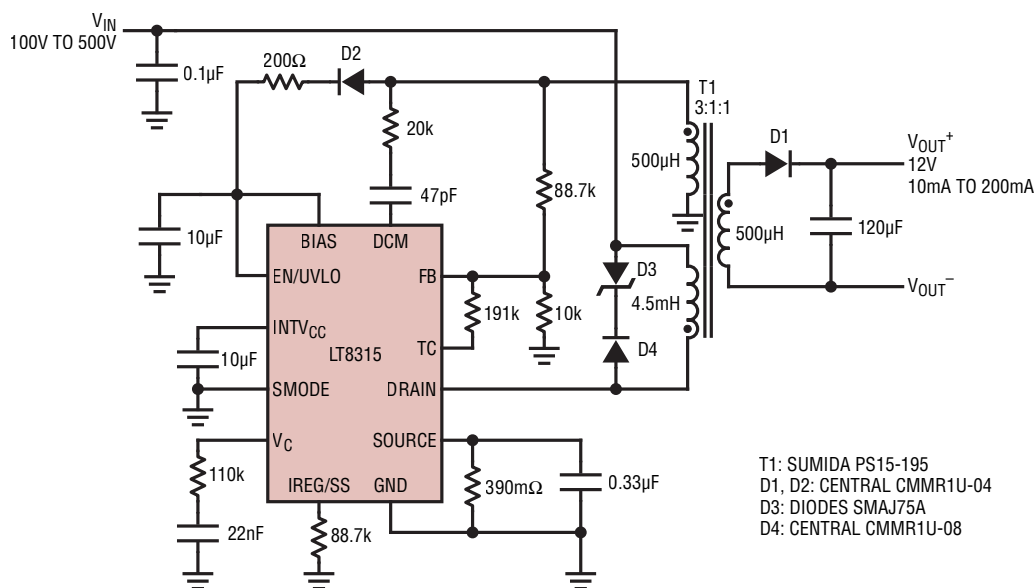 VIN
100V TO 500V
0.1µF
200Ω
D2
20k
47pF
88.7k
T1
3:1:1
500µH
D1
VOUT+
12V
10mA TO 200mA
120µF
500µH
VOUT–
10µF
BIAS
DCM
EN/UVLO
FB
D3
INTVCC
191k
10k
4.5mH
10µF
LT8315
TC
D4
SMODE
DRAIN
VC
SOURCE
110k
IREG/SS
GND
390mΩ
0.33µF
22nF
88.7k
T1: SUMIDA PS15-195
D1, D2: CENTRAL CMMR1U-04
D3: DIODES SMAJ75A
D4: CENTRAL CMMR1U-08